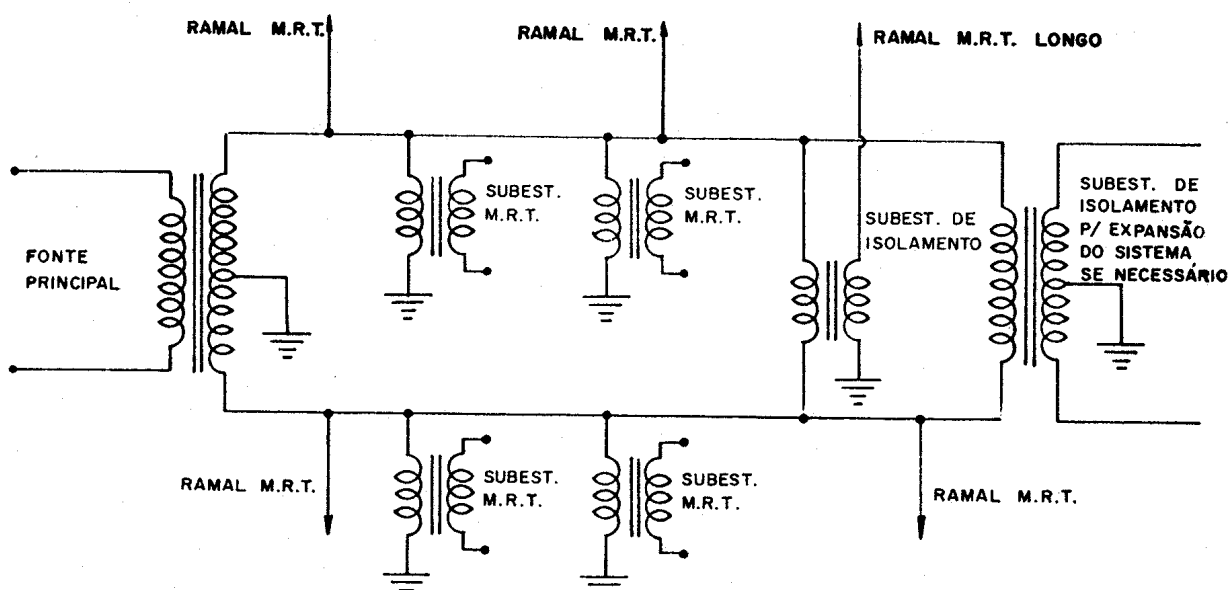 RAMAL M.R.T.
RAMAL M.R.T.
RAMAL M.R.T. LONGO
SUBEST.
M.R.T.
SUBEST.
M.R.T.
SUBEST. DE
ISOLAMENTO
SUBEST. DE
ISOLAMENTO
P/ EXPANSÃO
DO SISTEMA
SE NECESSÁRIO
FONTE
PRINCIPAL
RAMAL M.R.T.
SUBEST.
M.R.T.
SUBEST.
M.R.T.
RAMAL M.R.T.